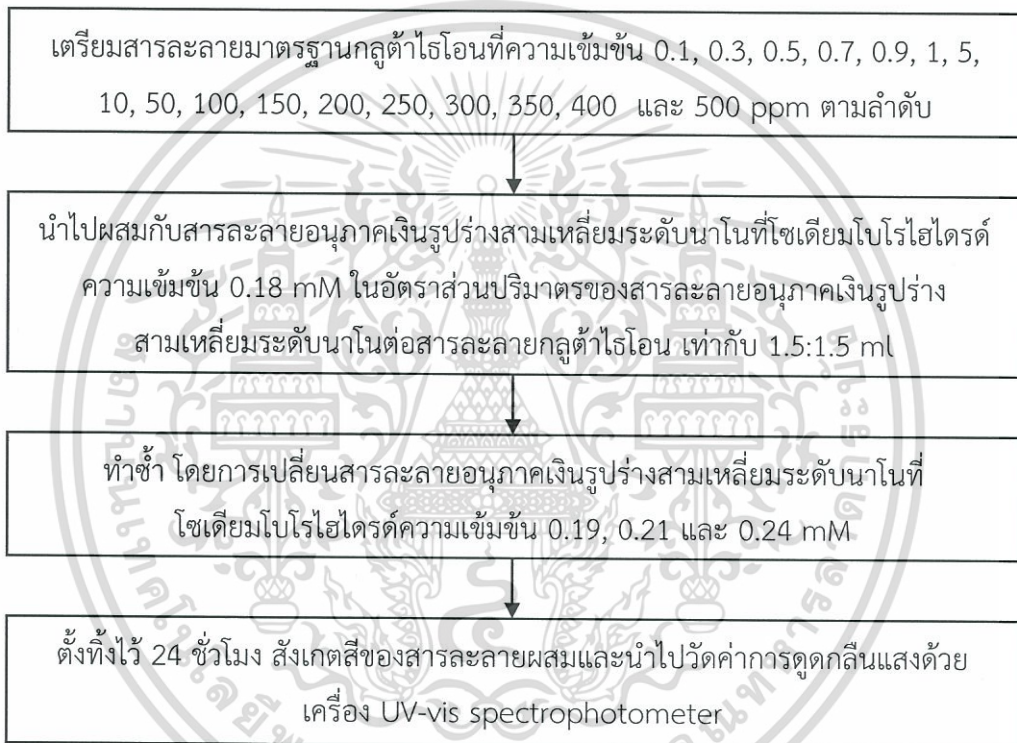 เตรียมสารละลายมาตรฐานกลูต้าไธโอนที่ความเข้มข้น 0.1, 0.3, 0.5, 0.7, 0.9, 1, 5,
10, 50, 100, 150, 200, 250, 300, 350, 400 และ 500 ppm ตามลำดับ
นำไปผสมกับสารละลายอนุภาคเงินรูปร่างสามเหลี่ยมระดับนาโนที่โซเดียมโบโรไฮไดรด์
ความเข้มข้น 0.18 mM ในอัตราส่วนปริมาตรของสารละลายอนุภาคเงินรูปร่าง
สามเหลี่ยมระดับนาโนต่อสารละลายกลูต้าไธโอน เท่ากับ 1.5:1.5 ml
ทำซ้ำ โดยการเปลี่ยนสารละลายอนุภาคเงินรูปร่างสามเหลี่ยมระดับนาโนที่
โซเดียมโบโรไฮไดรด์ความเข้มข้น 0.19, 0.21 และ 0.24 mM
ตั้งทิ้งไว้ 24 ชั่วโมง สังเกตสีของสารละลายผสมและนำไปวัดค่าการดูดกลืนแสงด้วย
เครื่อง UV-vis spectrophotometer